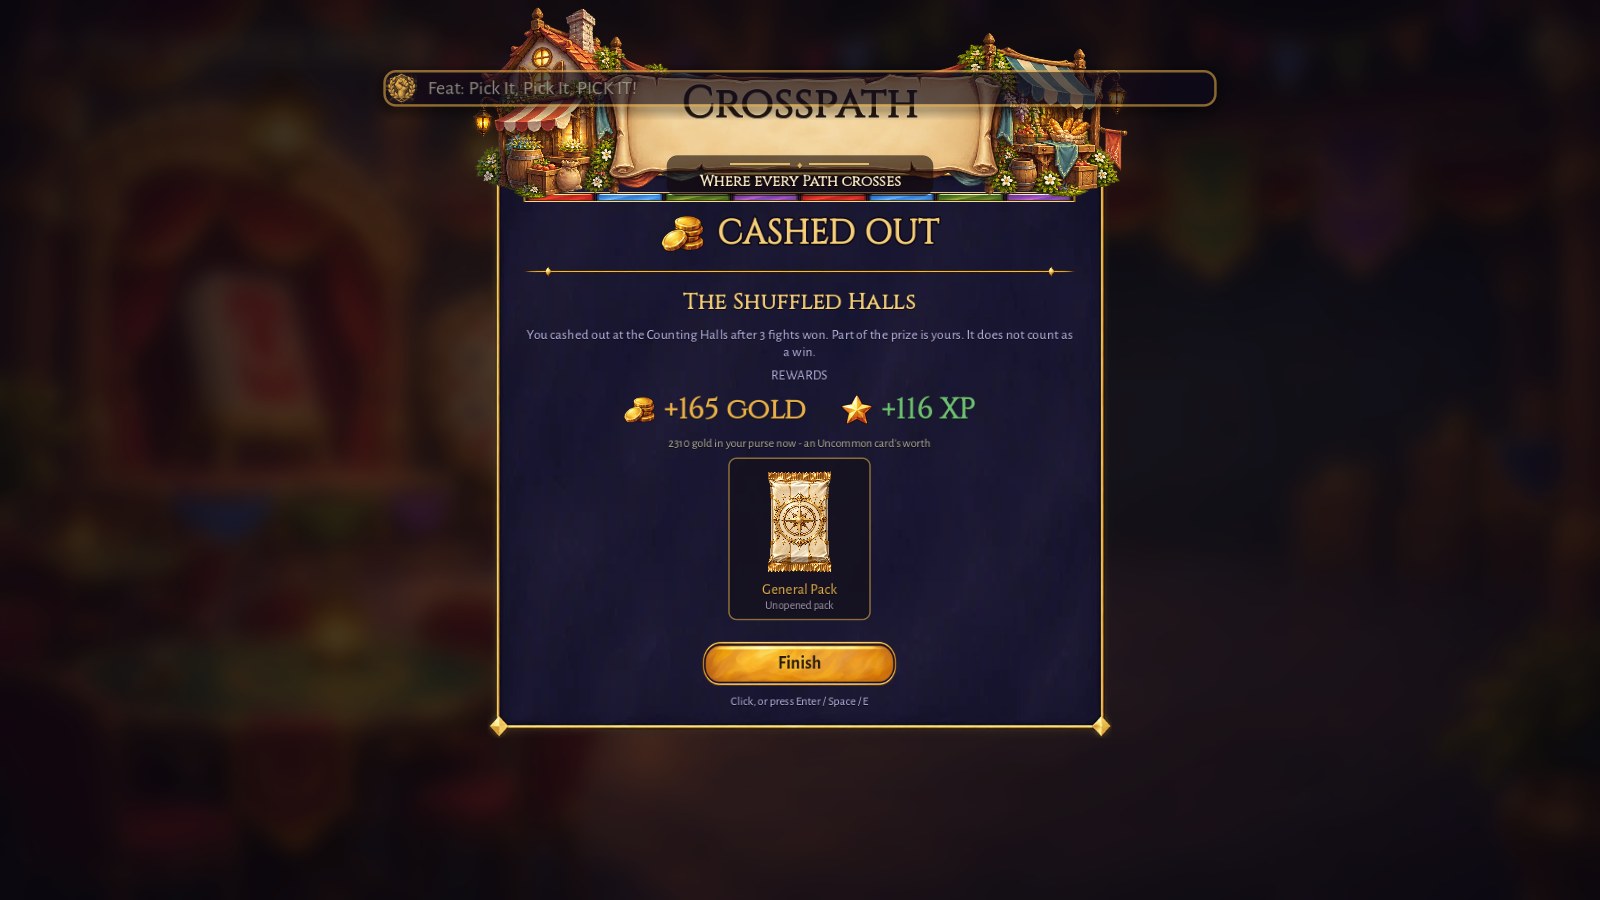 Feat: Pick It, Pick It, PICK IT!
Crosspath
Where every Path crosses
Cashed Out
The Shuffled Halls
You cashed out at the Counting Halls after 3 fights won. Part of the prize is yours. It does not count as
a win.
REWARDS
+165 GOLD
+116 XP
2310 gold in your purse now - an Uncommon card's worth
General Pack
Unopened pack
Finish
Click, or press Enter / Space / E